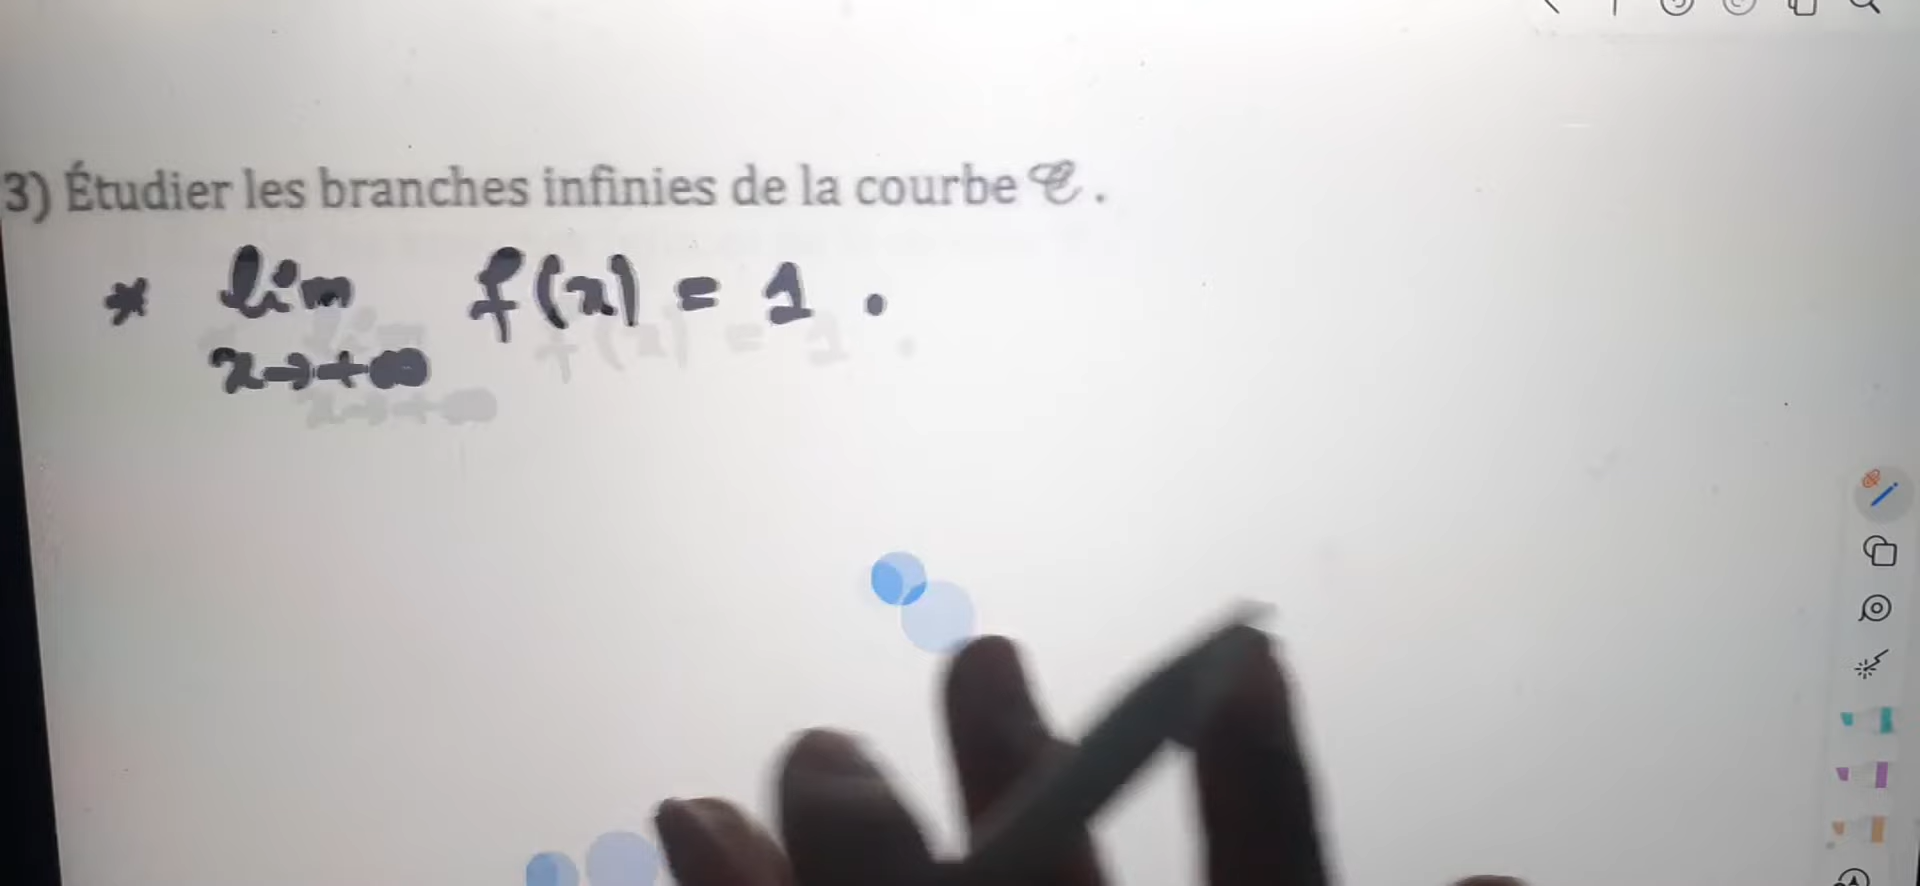 3) Étudier les branches infinies de la courbe 𝒞.
* lim f(x) = 1.
x→+∞